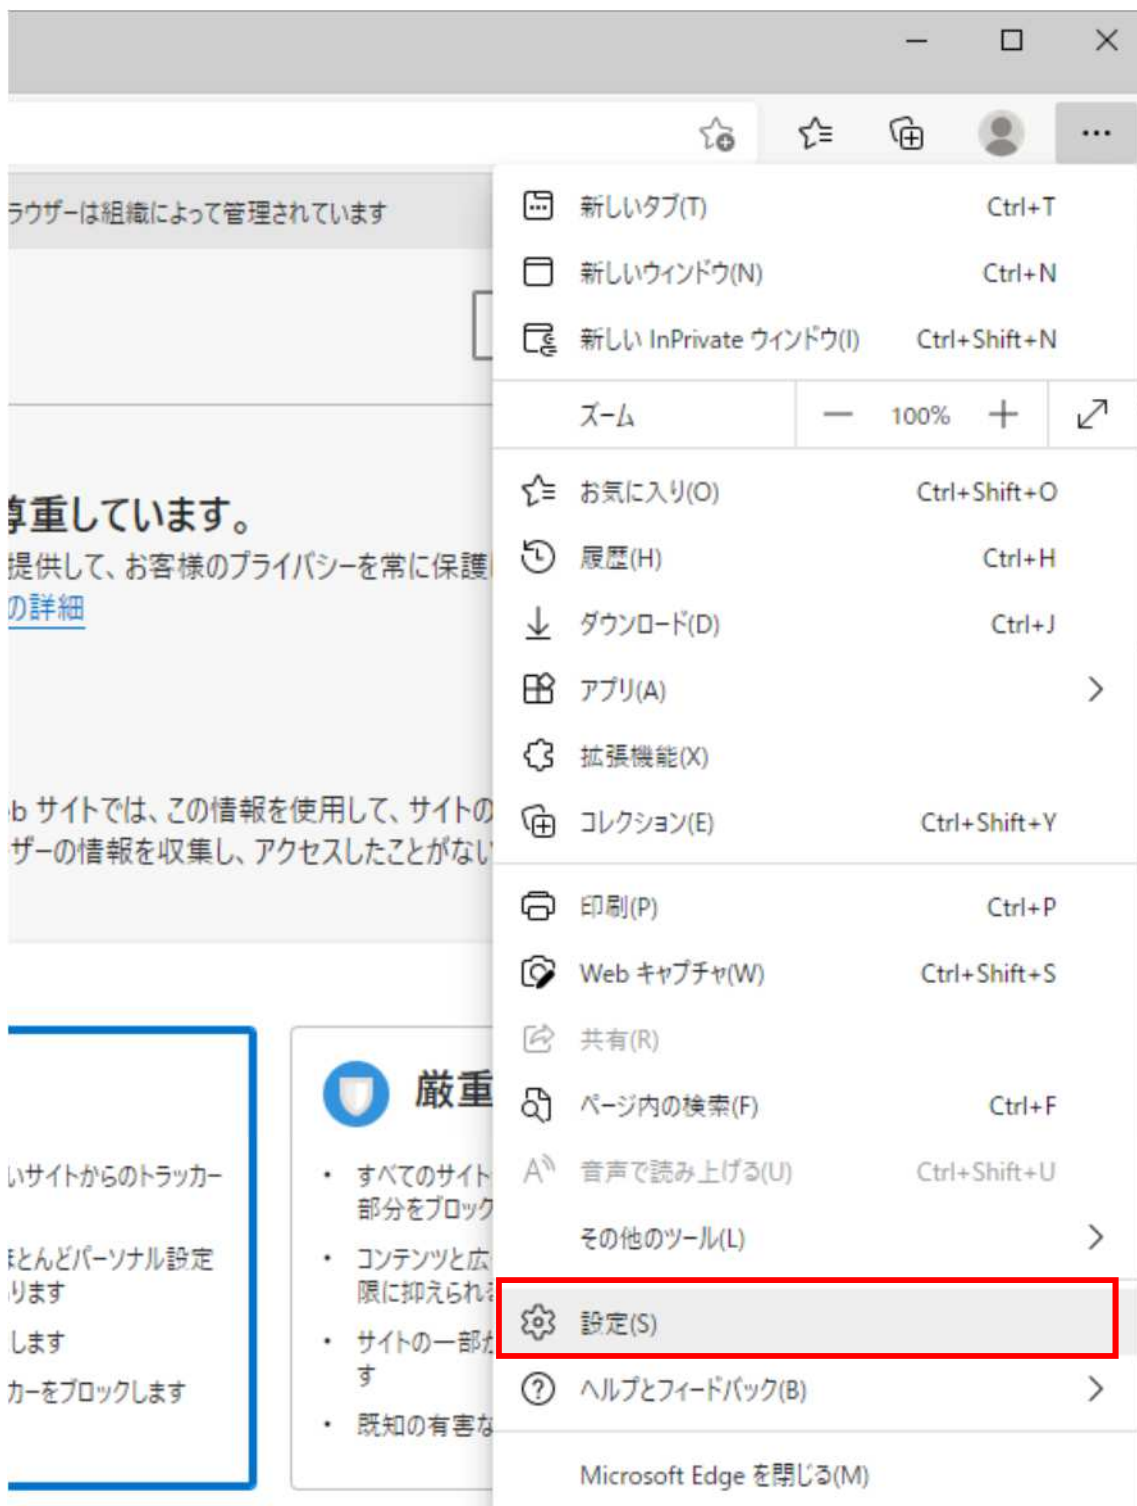 ラウザーは組織によって管理されています
尊重しています。
提供して、お客様のプライバシーを常に保護
の詳細
b サイトでは、この情報を使用して、サイトの
ザーの情報を収集し、アクセスしたことがない
いサイトからのトラッカー
ほとんどパーソナル設定
ります
します
カーをブロックします
厳重
・ すべてのサイト
部分をブロック
・ コンテンツと広
限に抑えられ
・ サイトの一部が
す
・ 既知の有害な
新しいタブ(T) Ctrl+T
新しいウィンドウ(N) Ctrl+N
新しい InPrivate ウィンドウ(I) Ctrl+Shift+N
ズーム — 100% +
お気に入り(O) Ctrl+Shift+O
履歴(H) Ctrl+H
ダウンロード(D) Ctrl+J
アプリ(A)
拡張機能(X)
コレクション(E) Ctrl+Shift+Y
印刷(P) Ctrl+P
Web キャプチャ(W) Ctrl+Shift+S
共有(R)
ページ内の検索(F) Ctrl+F
音声で読み上げる(U) Ctrl+Shift+U
その他のツール(L)
設定(S)
ヘルプとフィードバック(B)
Microsoft Edge を閉じる(M)